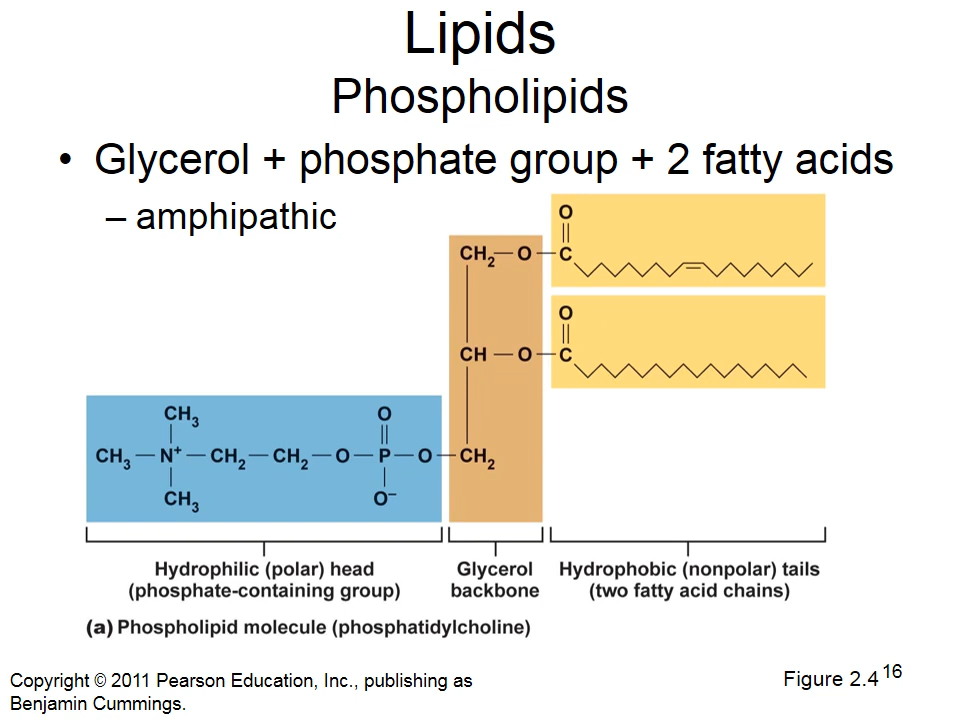 Lipids
Phospholipids
• Glycerol + phosphate group + 2 fatty acids
– amphipathic
O
CH₂—O—C
O
CH—O—C
CH₃ O
CH₃—N⁺—CH₂—CH₂—O—P—O—CH₂
CH₃ O⁻
Hydrophilic (polar) head
(phosphate-containing group)
Glycerol
backbone
Hydrophobic (nonpolar) tails
(two fatty acid chains)
(a) Phospholipid molecule (phosphatidylcholine)
Copyright © 2011 Pearson Education, Inc., publishing as
Benjamin Cummings.
Figure 2.4
16